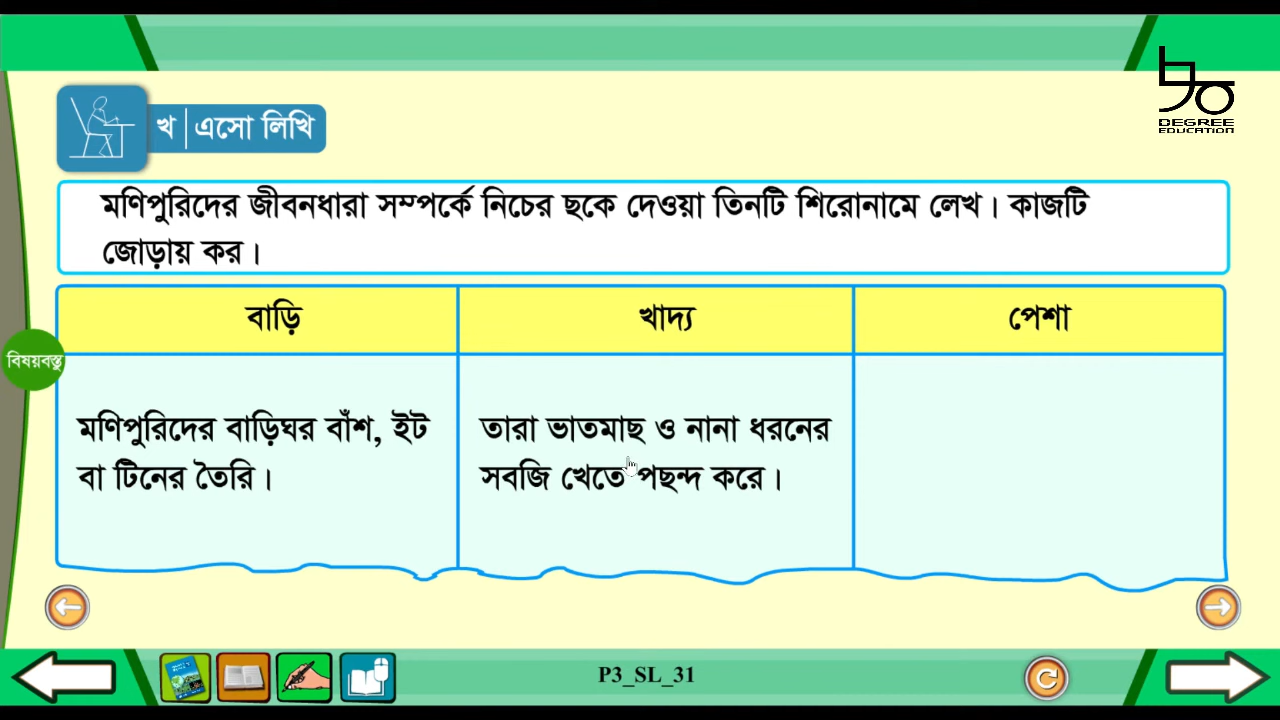 DEGREE
EDUCATION
খ | এসো লিখি
মণিপুরিদের জীবনধারা সম্পর্কে নিচের ছকে দেওয়া তিনটি শিরোনামে লেখ। কাজটি
জোড়ায় কর।
বাড়ি
খাদ্য
পেশা
বিষয়বস্তু
মণিপুরিদের বাড়িঘর বাঁশ, ইট
বা টিনের তৈরি।
তারা ভাতমাছ ও নানা ধরনের
সবজি খেতে পছন্দ করে।
P3_SL_31